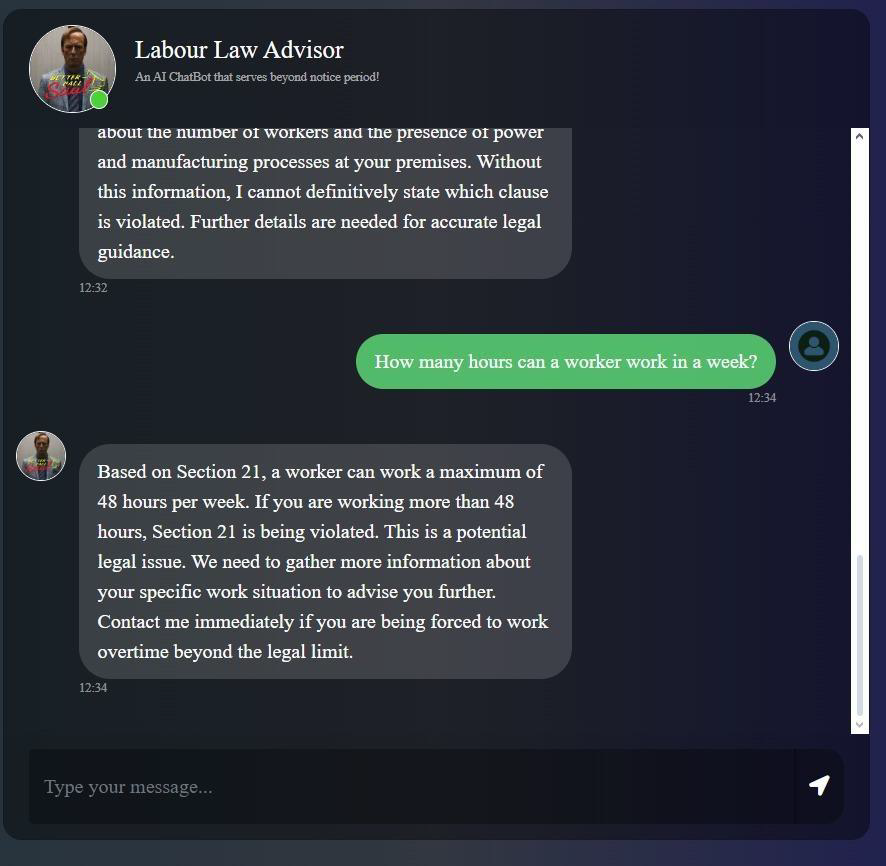 Labour Law Advisor
An AI ChatBot that serves beyond notice period!
BETTER
CALL
Saul
about the number of workers and the presence of power
and manufacturing processes at your premises. Without
this information, I cannot definitively state which clause
is violated. Further details are needed for accurate legal
guidance.
12:32
How many hours can a worker work in a week?
12:34
Based on Section 21, a worker can work a maximum of
48 hours per week. If you are working more than 48
hours, Section 21 is being violated. This is a potential
legal issue. We need to gather more information about
your specific work situation to advise you further.
Contact me immediately if you are being forced to work
overtime beyond the legal limit.
12:34
Type your message...